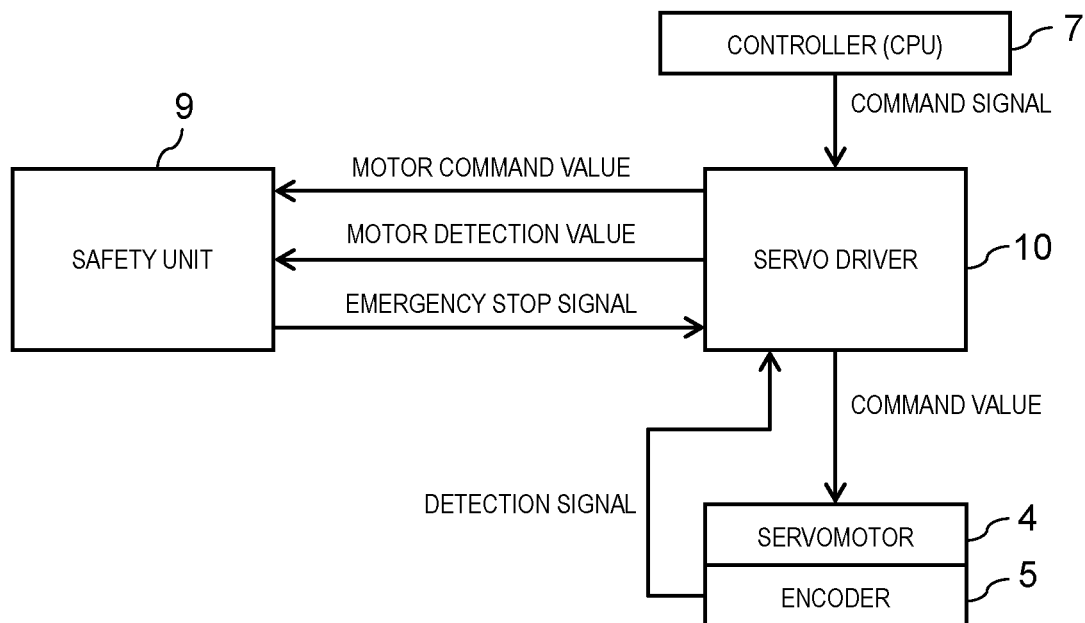 7
CONTROLLER (CPU)
COMMAND SIGNAL
9
MOTOR COMMAND VALUE
SAFETY UNIT
MOTOR DETECTION VALUE
SERVO DRIVER
10
EMERGENCY STOP SIGNAL
COMMAND VALUE
DETECTION SIGNAL
SERVOMOTOR
4
ENCODER
5